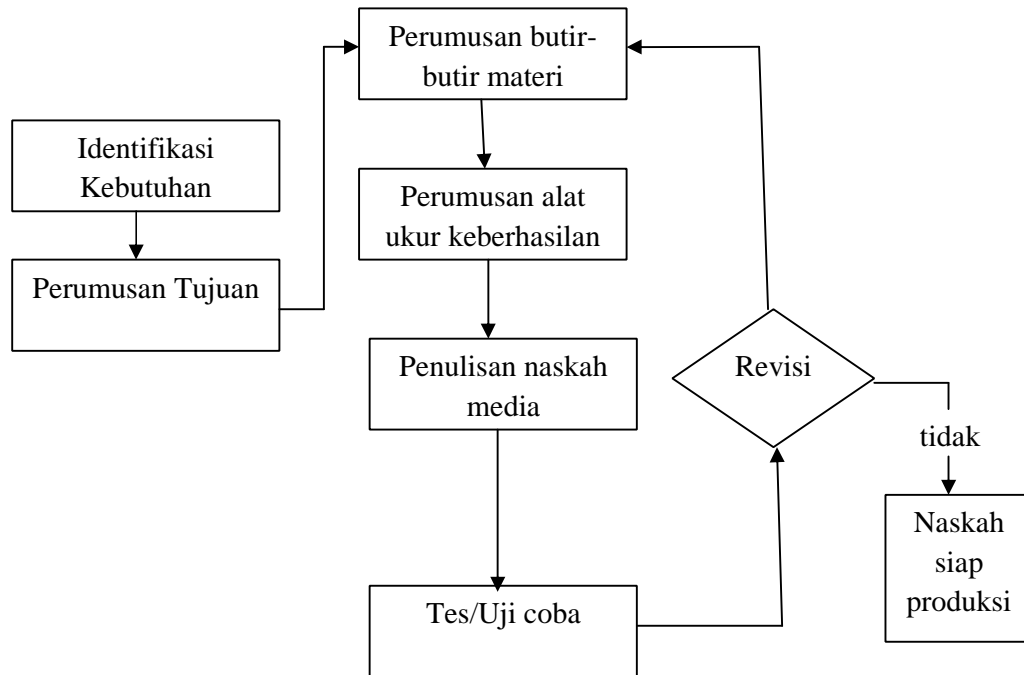 Perumusan butir-
butir materi
Identifikasi
Kebutuhan
Perumusan alat
ukur keberhasilan
Perumusan Tujuan
Penulisan naskah
media
Revisi
tidak
Naskah
siap
produksi
Tes/Uji coba